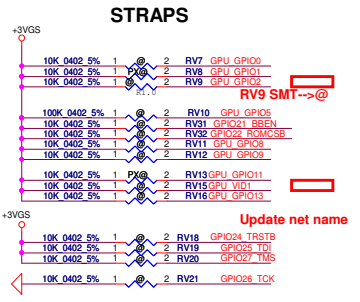 STRAPS
+3VGS
10K_0402_5% 1 @ 2 RV7 GPU_GPIO0
10K_0402_5% 1 PX@ 2 RV8 GPU_GPIO1
10K_0402_5% 1 @ 2 RV9 GPU_GPIO2
RV9 SMT-->@
100K_0402_5% 1 @ 2 RV10 GPU_GPIO5
10K_0402_5% 1 @ 2 RV31 GPIO21_BBEN
10K_0402_5% 1 @ 2 RV32 GPIO22_ROMCSB
10K_0402_5% 1 @ 2 RV11 GPU_GPIO8
10K_0402_5% 1 @ 2 RV12 GPU_GPIO9
10K_0402_5% 1 PX@ 2 RV13 GPU_GPIO11
10K_0402_5% 1 @ 2 RV15 GPU_VID1
10K_0402_5% 1 @ 2 RV16 GPU_GPIO13
+3VGS
Update net name
10K_0402_5% 1 @ 2 RV18 GPIO24_TRSTB
10K_0402_5% 1 @ 2 RV19 GPIO25_TDI
10K_0402_5% 1 @ 2 RV20 GPIO27_TMS
10K_0402_5% 1 @ 2 RV21 GPIO26_TCK